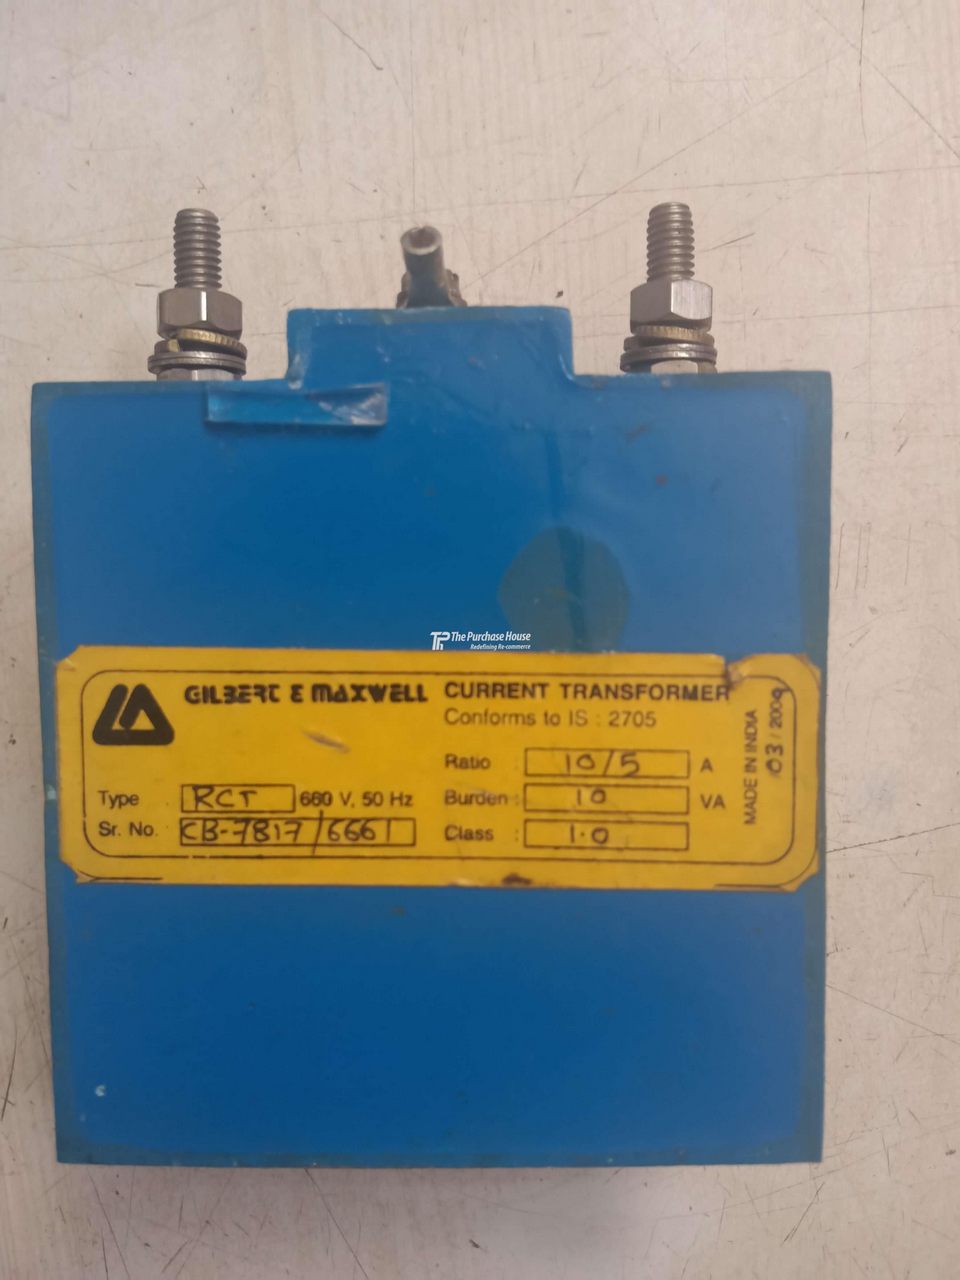 The Purchase House
Redefining Re-commerce
GILBERT & MAXWELL
Type RCT 660 V, 50 Hz
Sr. No. CB-7817/6661
CURRENT TRANSFORMER
Conforms to IS : 2705
Ratio : 10/5 A
Burden : 10 VA
Class : 1.0
MADE IN INDIA
03/2009